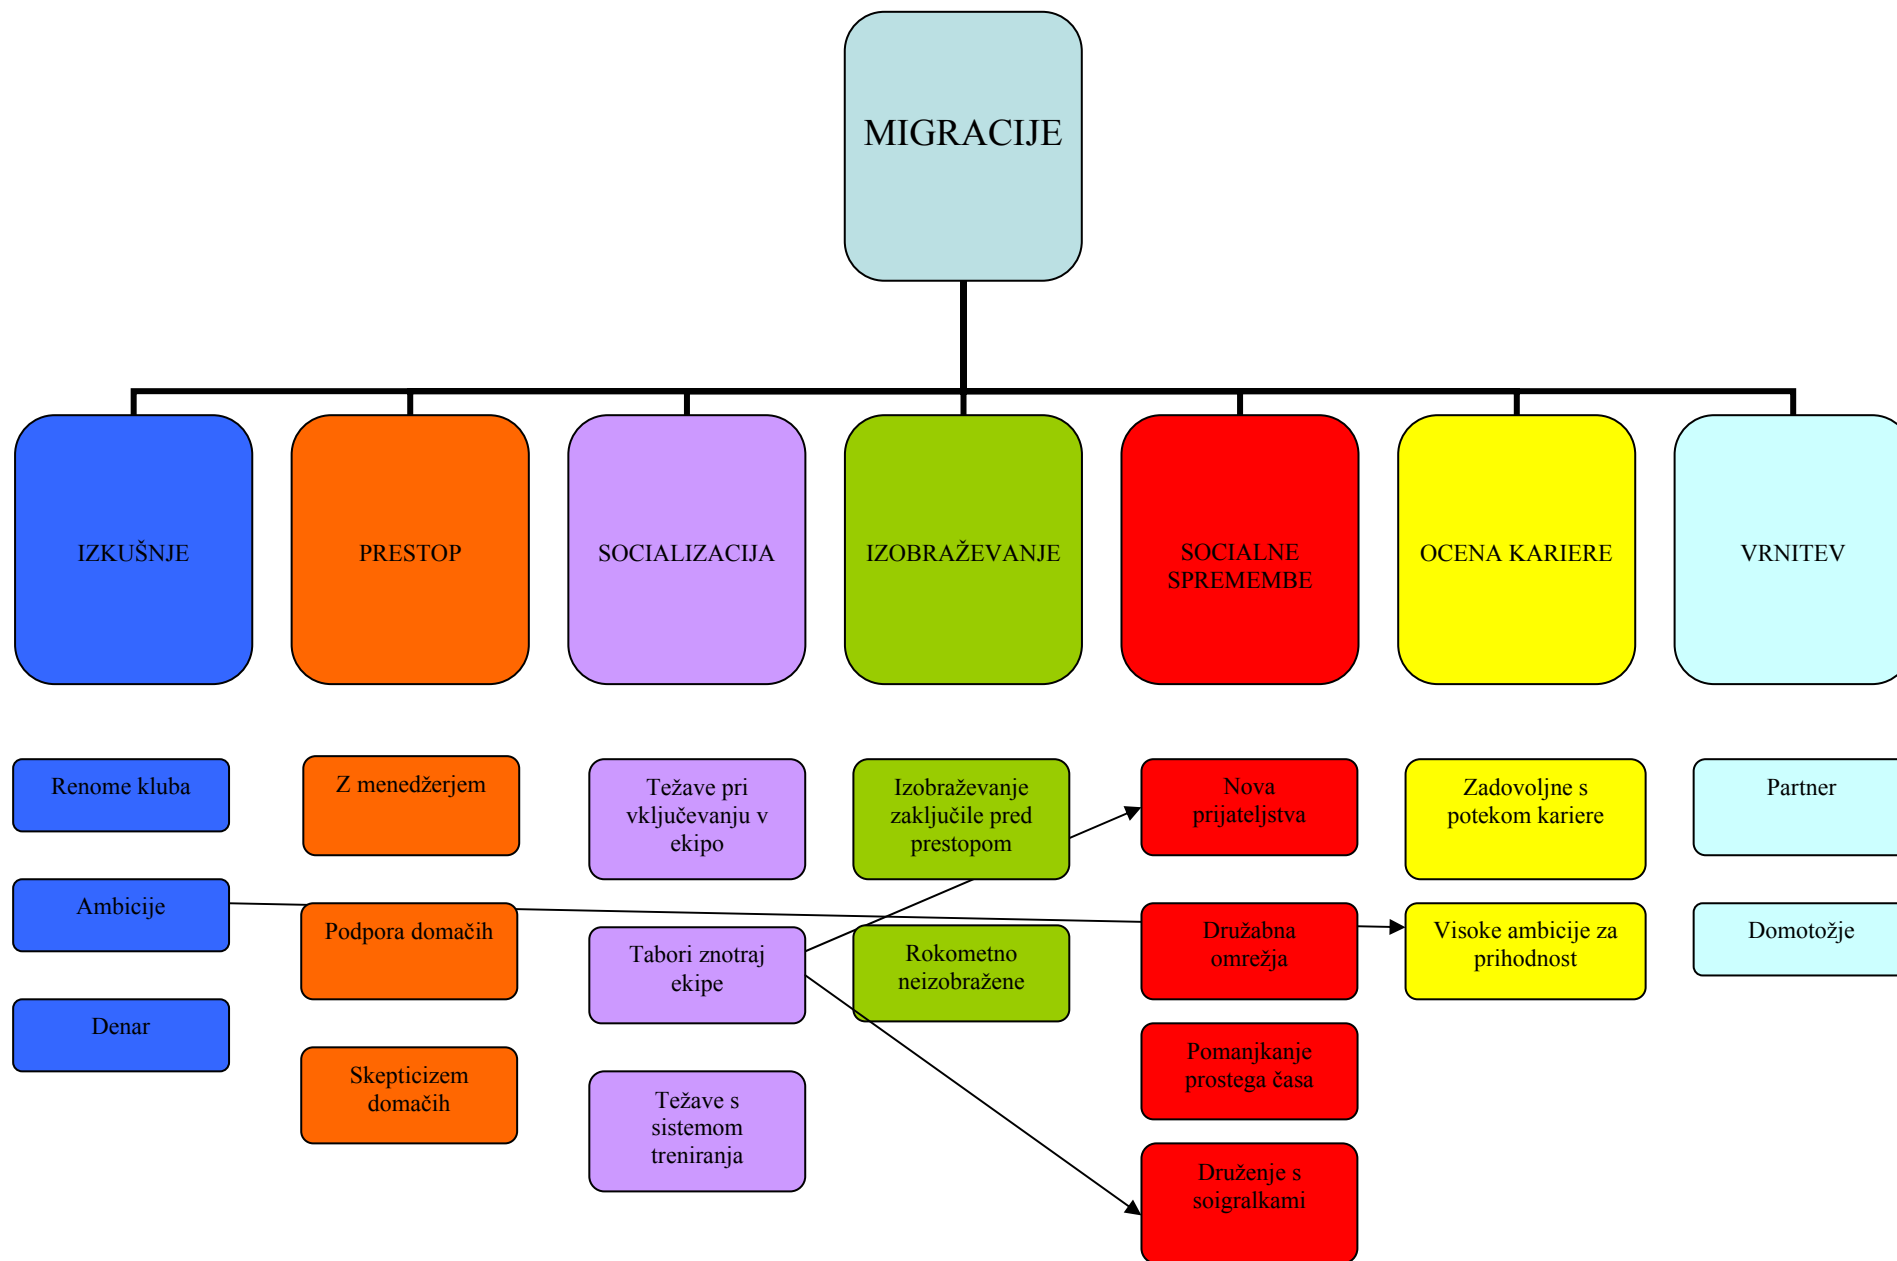 MIGRACIJE
IZKUŠNJE
PRESTOP
SOCIALIZACIJA
IZOBRAŽEVANJE
SOCIALNE
SPREMEMBE
OCENA KARIERE
VRNITEV
Renome kluba
Ambicije
Denar
Z menedžerjem
Podpora domačih
Skepticizem
domačih
Težave pri
vključevanju v
ekipo
Tabori znotraj
ekipe
Težave s
sistemom
treniranja
Izobraževanje
zaključile pred
prestopom
Rokometno
neizobražene
Nova
prijateljstva
Družabna
omrežja
Pomanjkanje
prostega časa
Druženje s
soigralkami
Zadovoljne s
potekom kariere
Visoke ambicije za
prihodnost
Partner
Domotožje